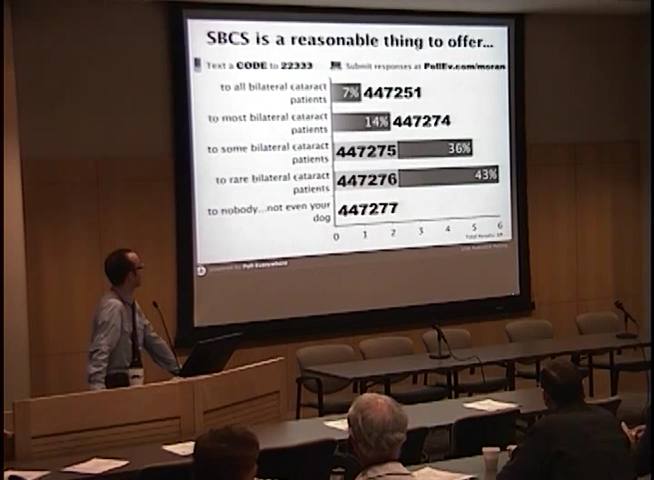 SBCS is a reasonable thing to offer...
Text a CODE to 22333 Submit responses at PollEv.com/moran
to all bilateral cataract patients 7% 447251
to most bilateral cataract patients 14% 447274
to some bilateral cataract patients 447275 36%
to rare bilateral cataract patients 447276 43%
to nobody...not even your dog 447277
0 1 2 3 4 5 6
Total Results:
powered by Poll Everywhere